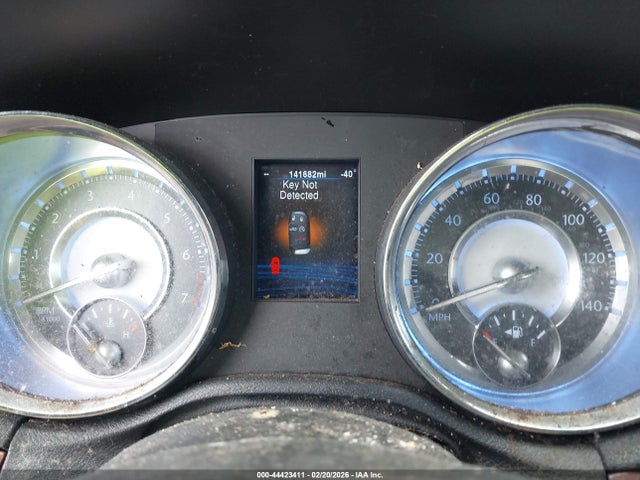 -- 141682mi -40°
Key Not
Detected
1 2 3 4 5 6 7
H
0 20 40 60 80 100 120 140
MPH
F
000-44423411 - 02/20/2026 - IAA Inc.